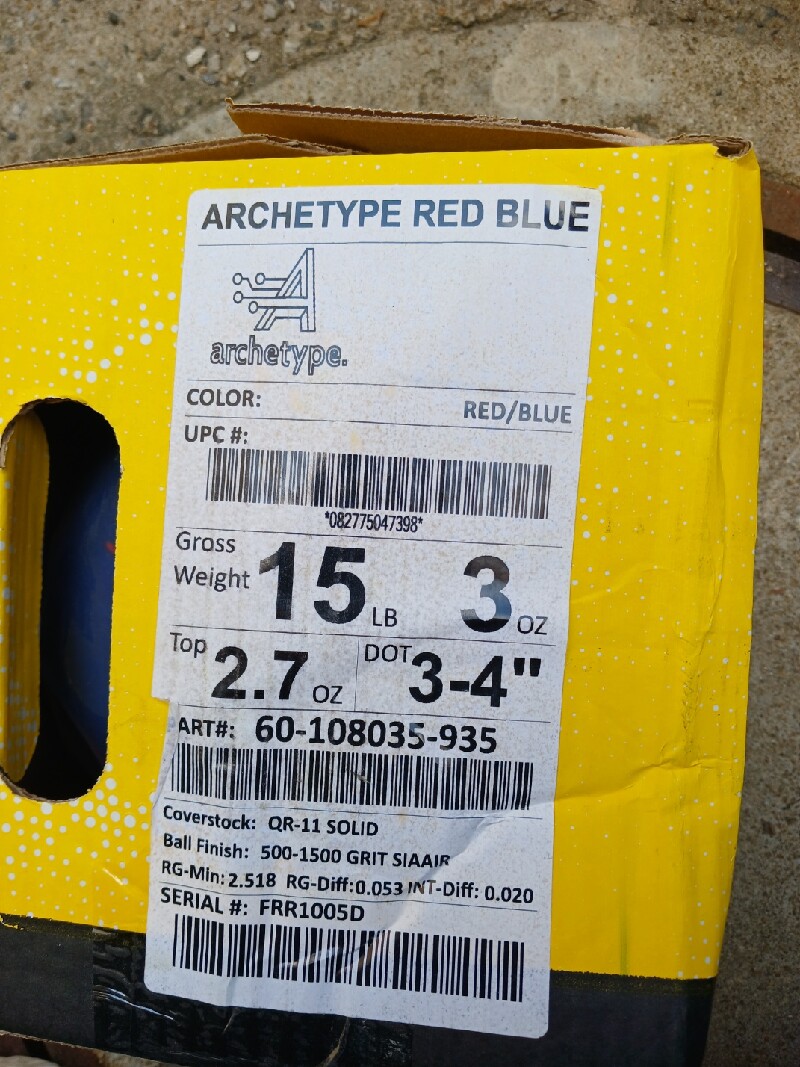 ARCHETYPE RED BLUE
archetype.
COLOR: RED/BLUE
UPC #:
*082775047398*
Gross Weight 15 LB 3 OZ
Top 2.7 OZ DOT 3-4"
ART#: 60-108035-935
Coverstock: QR-11 SOLID
Ball Finish: 500-1500 GRIT SIAAIR
RG-Min: 2.518 RG-Diff: 0.053 INT-Diff: 0.020
SERIAL #: FRR1005D